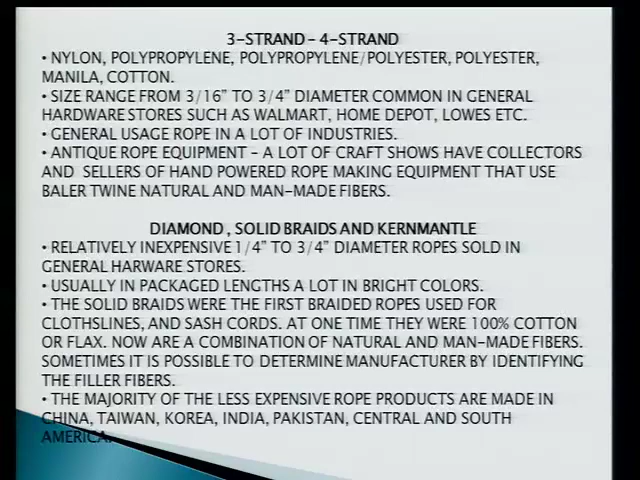 3-STRAND - 4-STRAND
• NYLON, POLYPROPYLENE, POLYPROPYLENE/POLYESTER, POLYESTER,
MANILA, COTTON.
• SIZE RANGE FROM 3/16" TO 3/4" DIAMETER COMMON IN GENERAL
HARDWARE STORES SUCH AS WALMART, HOME DEPOT, LOWES ETC.
• GENERAL USAGE ROPE IN A LOT OF INDUSTRIES.
• ANTIQUE ROPE EQUIPMENT - A LOT OF CRAFT SHOWS HAVE COLLECTORS
AND SELLERS OF HAND POWERED ROPE MAKING EQUIPMENT THAT USE
BALER TWINE NATURAL AND MAN-MADE FIBERS.
DIAMOND , SOLID BRAIDS AND KERNMANTLE
• RELATIVELY INEXPENSIVE 1/4" TO 3/4" DIAMETER ROPES SOLD IN
GENERAL HARWARE STORES.
• USUALLY IN PACKAGED LENGTHS A LOT IN BRIGHT COLORS.
• THE SOLID BRAIDS WERE THE FIRST BRAIDED ROPES USED FOR
CLOTHSLINES, AND SASH CORDS. AT ONE TIME THEY WERE 100% COTTON
OR FLAX. NOW ARE A COMBINATION OF NATURAL AND MAN-MADE FIBERS.
SOMETIMES IT IS POSSIBLE TO DETERMINE MANUFACTURER BY IDENTIFYING
THE FILLER FIBERS.
• THE MAJORITY OF THE LESS EXPENSIVE ROPE PRODUCTS ARE MADE IN
CHINA, TAIWAN, KOREA, INDIA, PAKISTAN, CENTRAL AND SOUTH
AMERICA.